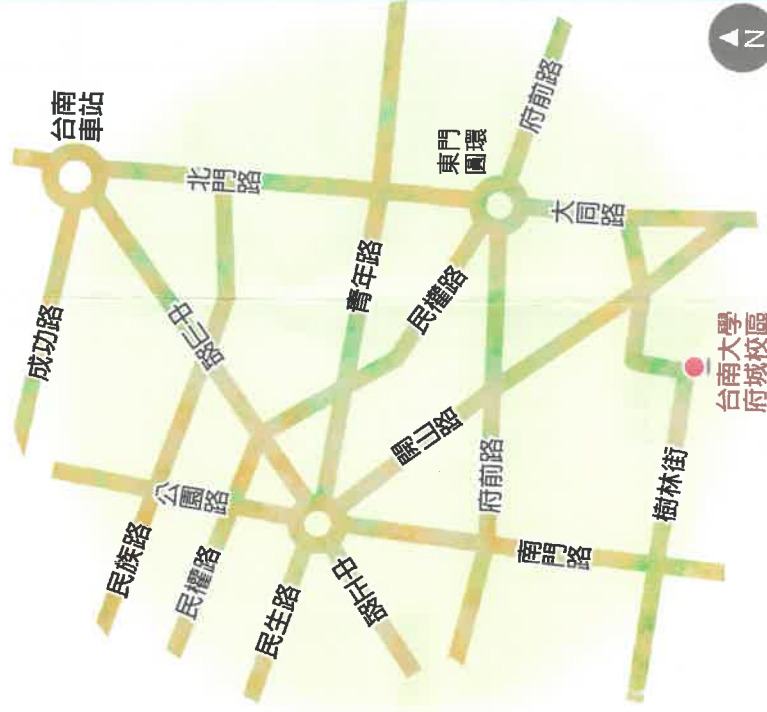 台南
車站
成功路
北門路
中山路
東門
圓環
府前路
青年路
民權路
大同路
公園路
民族路
開山路
民權路
府前路
民生路
中正路
南門路
樹林街
台南大學
府城校區
N